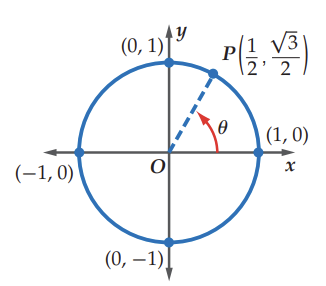 y
(0, 1)
P(1/2, √3/2)
θ
(1, 0)
(−1, 0)
O
x
(0, −1)